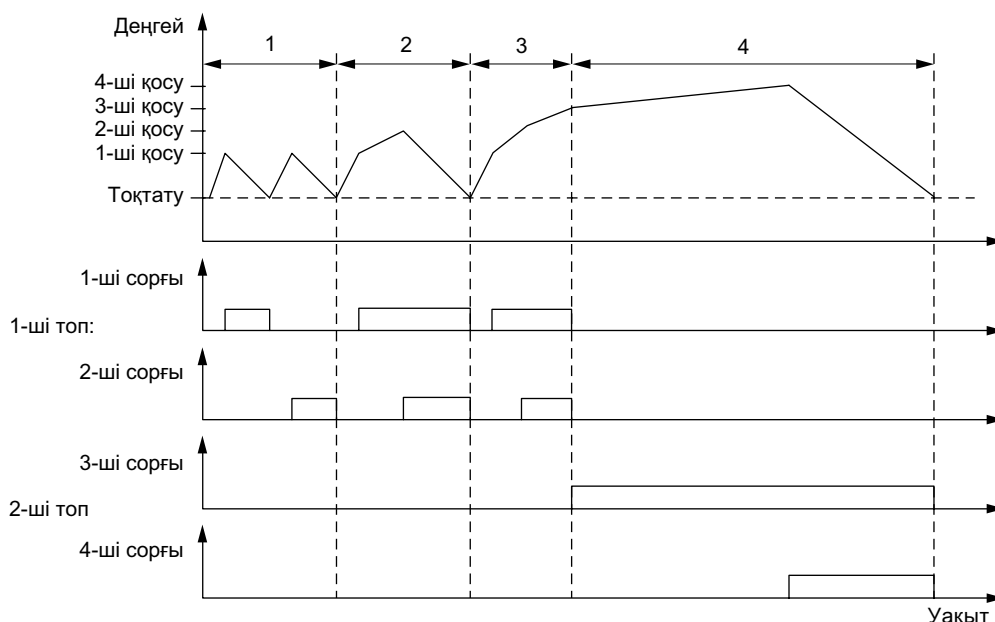 Деңгей
1
2
3
4
4-ші қосу
3-ші қосу
2-ші қосу
1-ші қосу
Тоқтату
1-ші сорғы
1-ші топ:
2-ші сорғы
3-ші сорғы
2-ші топ
4-ші сорғы
Уақыт